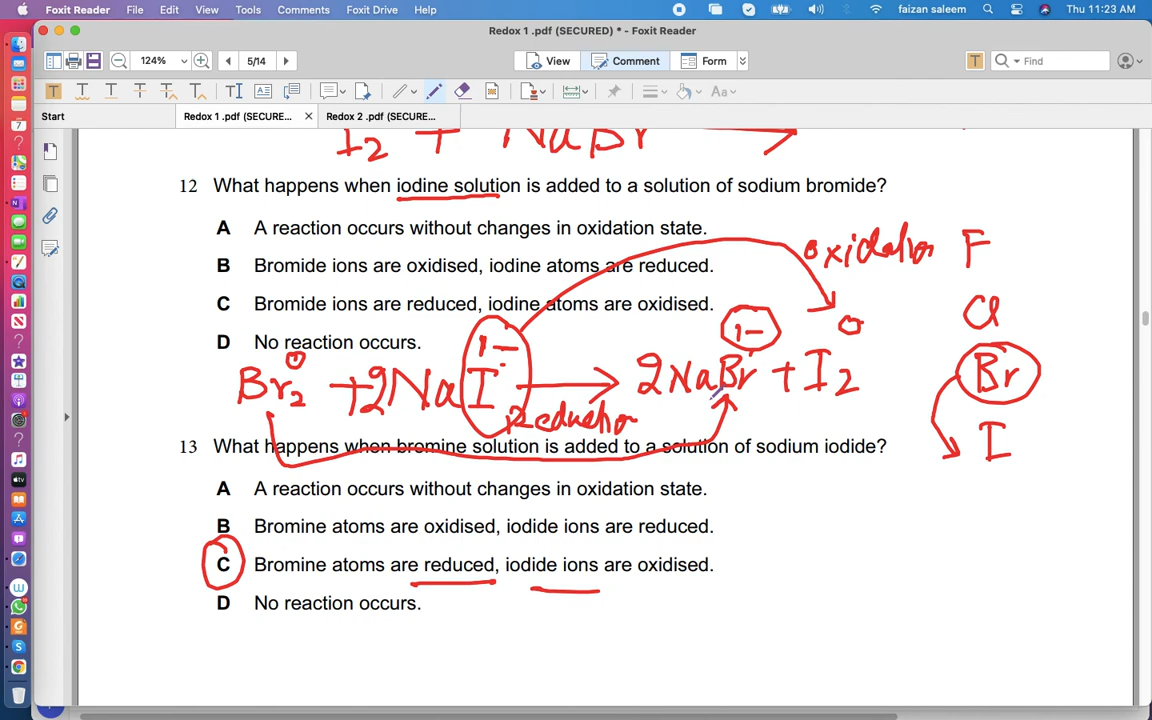 Foxit Reader File Edit View Tools Comments Foxit Drive Help faizan saleem Thu 11:23 AM
Redox 1 .pdf (SECURED) * - Foxit Reader
124% 5/14 View Comment Form Find
Start Redox 1 .pdf (SECURE... Redox 2 .pdf (SECURE...
I2 + NaBr
12 What happens when iodine solution is added to a solution of sodium bromide?
A A reaction occurs without changes in oxidation state.
oxidation F
B Bromide ions are oxidised, iodine atoms are reduced.
C Bromide ions are reduced, iodine atoms are oxidised.
Cl
D No reaction occurs.
0 1- 1- 0
Br2 + 2NaI 2NaBr + I2 Br
Reduction
I
13 What happens when bromine solution is added to a solution of sodium iodide?
A A reaction occurs without changes in oxidation state.
B Bromine atoms are oxidised, iodide ions are reduced.
C Bromine atoms are reduced, iodide ions are oxidised.
D No reaction occurs.